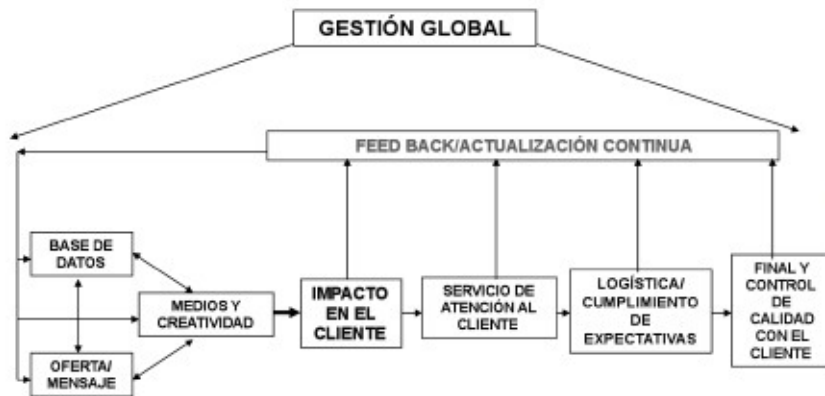 GESTIÓN GLOBAL
FEED BACK/ACTUALIZACIÓN CONTINUA
BASE DE
DATOS
MEDIOS Y
CREATIVIDAD
OFERTA/
MENSAJE
IMPACTO
EN EL
CLIENTE
SERVICIO DE
ATENCIÓN AL
CLIENTE
LOGÍSTICA/
CUMPLIMIENTO
DE
EXPECTATIVAS
FINAL Y
CONTROL
DE
CALIDAD
CON EL
CLIENTE